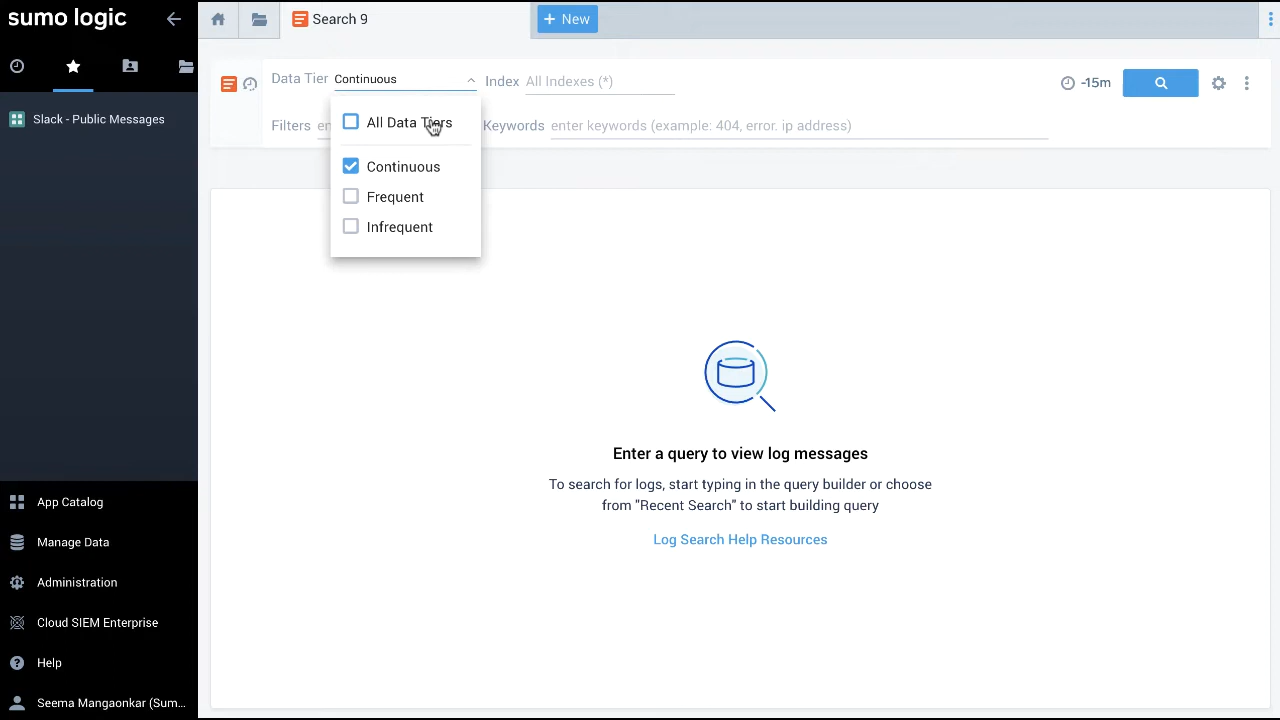 sumo logic
Search 9
+ New
Data Tier Continuous
Index All Indexes (*)
-15m
Slack - Public Messages
All Data Tiers
Filters en
Keywords enter keywords (example: 404, error. ip address)
Continuous
Frequent
Infrequent
Enter a query to view log messages
To search for logs, start typing in the query builder or choose
from "Recent Search" to start building query
Log Search Help Resources
App Catalog
Manage Data
Administration
Cloud SIEM Enterprise
Help
Seema Mangaonkar (Sum...